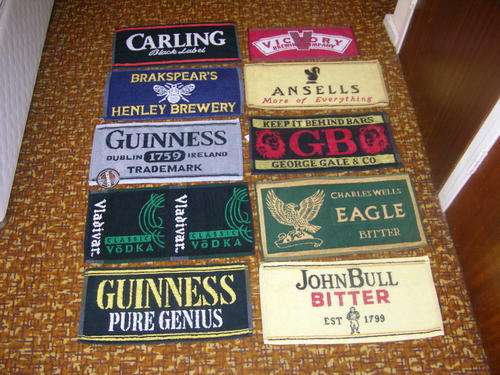 CARLING
Black Label
VICTORY
BREWING COMPANY
BRAKSPEAR'S
HENLEY BREWERY
ANSELLS
More of Everything
GUINNESS
DUBLIN 1759 IRELAND
TRADEMARK
KEEP IT BEHIND BARS
GB
GEORGE GALE & CO
Vladivar.
CLASSIC
VODKA
Vladivar.
CLASSIC
VODKA
CHARLES WELLS
EAGLE
BITTER
GUINNESS
PURE GENIUS
JOHN BULL
BITTER
EST 1799